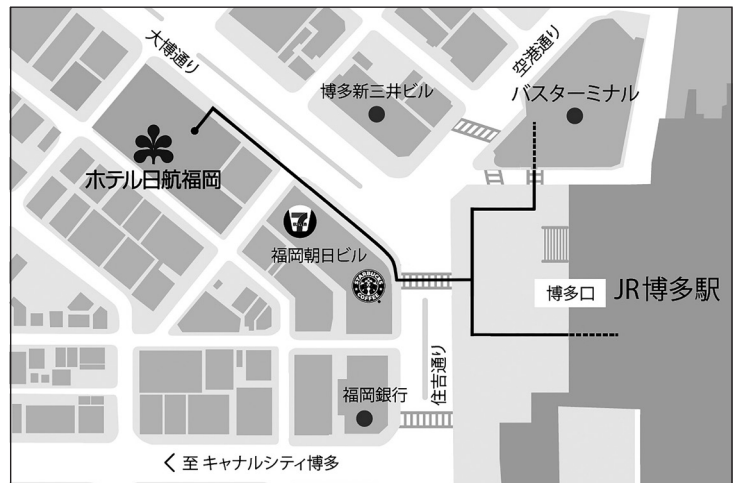 大博通り
空港通り
博多新三井ビル
バスターミナル
ホテル日航福岡
7
福岡朝日ビル
STARBUCKS
COFFEE
博多口
JR博多駅
住吉通り
福岡銀行
至 キャナルシティ博多